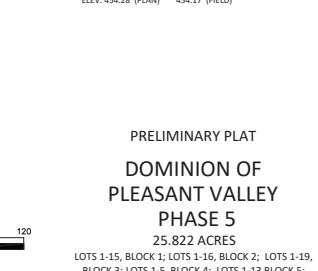 ELEV. 434.28 (PLAN) 434.17 (FIELD)
PRELIMINARY PLAT
DOMINION OF
PLEASANT VALLEY
PHASE 5
25.822 ACRES
120
LOTS 1-15, BLOCK 1; LOTS 1-16, BLOCK 2; LOTS 1-19,
BLOCK 3; LOTS 1-5, BLOCK 4; LOTS 1-13 BLOCK 5;